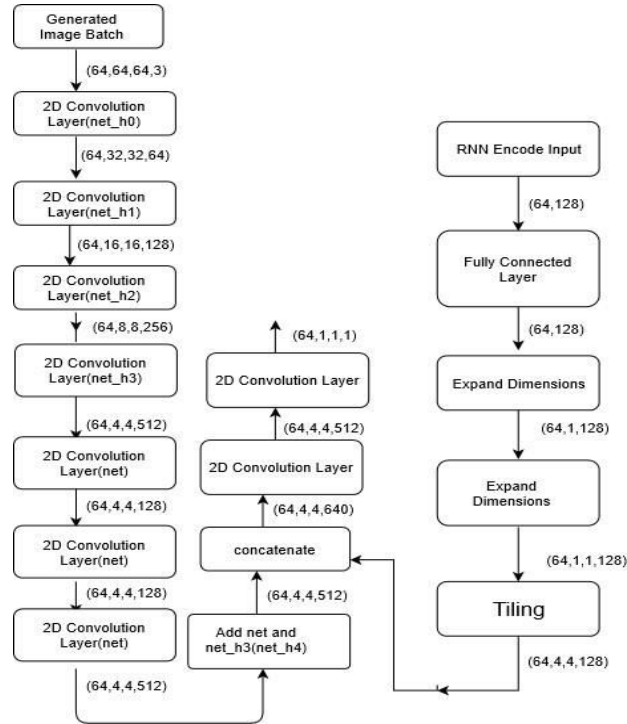 Generated
Image Batch
(64,64,64,3)
2D Convolution
Layer(net_h0)
(64,32,32,64)
2D Convolution
Layer(net_h1)
(64,16,16,128)
2D Convolution
Layer(net_h2)
(64,8,8,256)
2D Convolution
Layer(net_h3)
(64,4,4,512)
2D Convolution
Layer(net)
(64,4,4,128)
2D Convolution
Layer(net)
(64,4,4,128)
2D Convolution
Layer(net)
(64,4,4,512)
(64,1,1,1)
2D Convolution Layer
(64,4,4,512)
2D Convolution Layer
(64,4,4,640)
concatenate
(64,4,4,512)
Add net and
net_h3(net_h4)
RNN Encode Input
(64,128)
Fully Connected
Layer
(64,128)
Expand Dimensions
(64,1,128)
Expand
Dimensions
(64,1,1,128)
Tiling
(64,4,4,128)